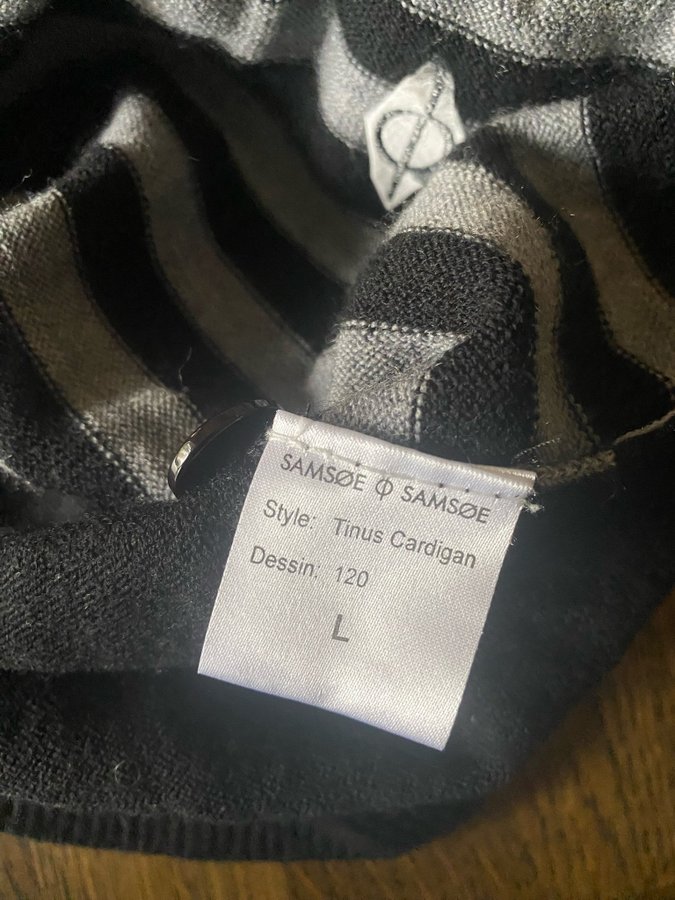 SAMSØE ϕ SAMSØE
Style: Tinus Cardigan
Dessin: 120
L